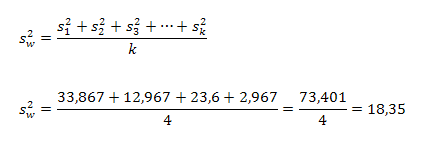 s_w^2 = (s_1^2 + s_2^2 + s_3^2 + ⋯ + s_k^2) / k
s_w^2 = (33,867 + 12,967 + 23,6 + 2,967) / 4 = 73,401 / 4 = 18,35